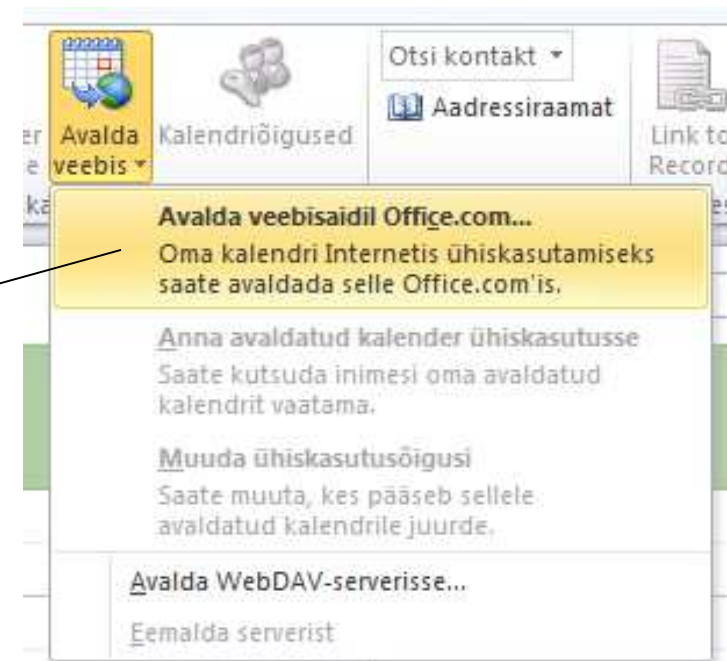 Otsi kontakt
Aadressiraamat
er
e
Avalda
veebis
Kalendriõigused
Link to
Record
Avalda veebisaidil Office.com...
Oma kalendri Internetis ühiskasutamiseks
saate avaldada selle Office.com'is.
Anna avaldatud kalender ühiskasutusse
Saate kutsuda inimesi oma avaldatud
kalendrit vaatama.
Muuda ühiskasutusõigusi
Saate muuta, kes pääseb sellele
avaldatud kalendrile juurde.
Avalda WebDAV-serverisse...
Eemalda serverist